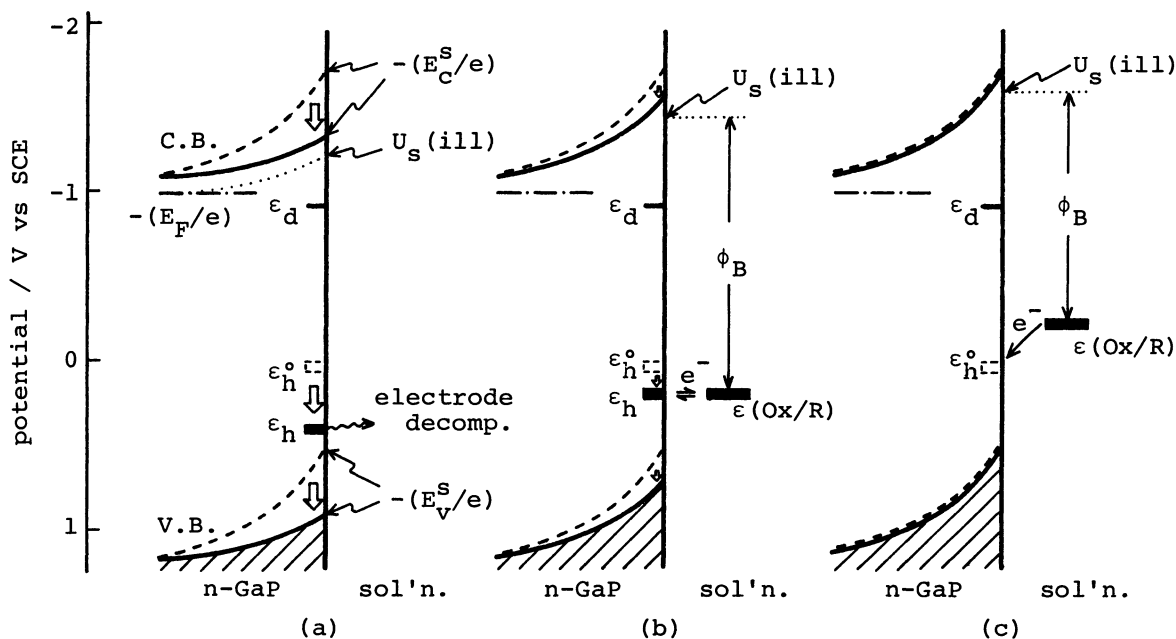 potential / V vs SCE
-2
-1
0
1
-(E_C^s/e)
C.B.
U_s(ill)
-(E_F/e)
ε_d
ε_h°
ε_h
electrode
decomp.
-(E_V^s/e)
V.B.
n-GaP
sol'n.
(a)
U_s(ill)
ε_d
ϕ_B
ε_h°
e⁻
ε_h
ε(Ox/R)
n-GaP
sol'n.
(b)
U_s(ill)
ε_d
ϕ_B
e⁻
ε(Ox/R)
ε_h°
n-GaP
sol'n.
(c)